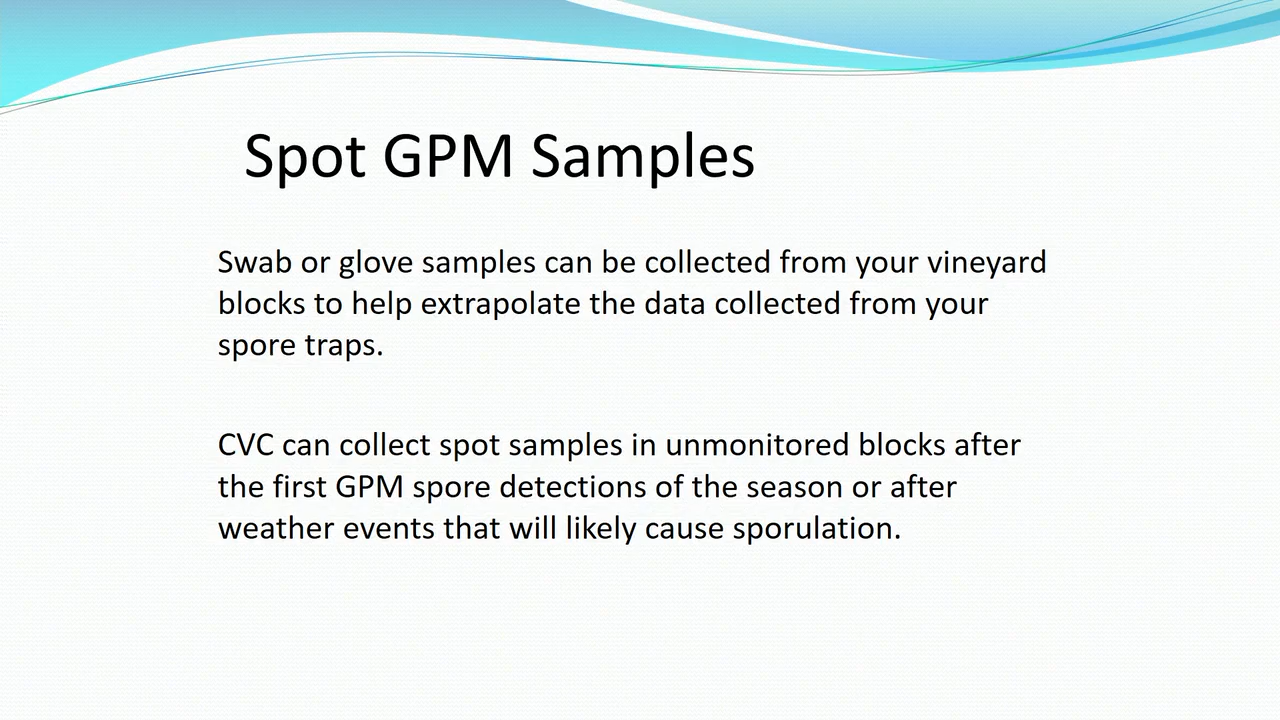 Spot GPM Samples
Swab or glove samples can be collected from your vineyard
blocks to help extrapolate the data collected from your
spore traps.
CVC can collect spot samples in unmonitored blocks after
the first GPM spore detections of the season or after
weather events that will likely cause sporulation.